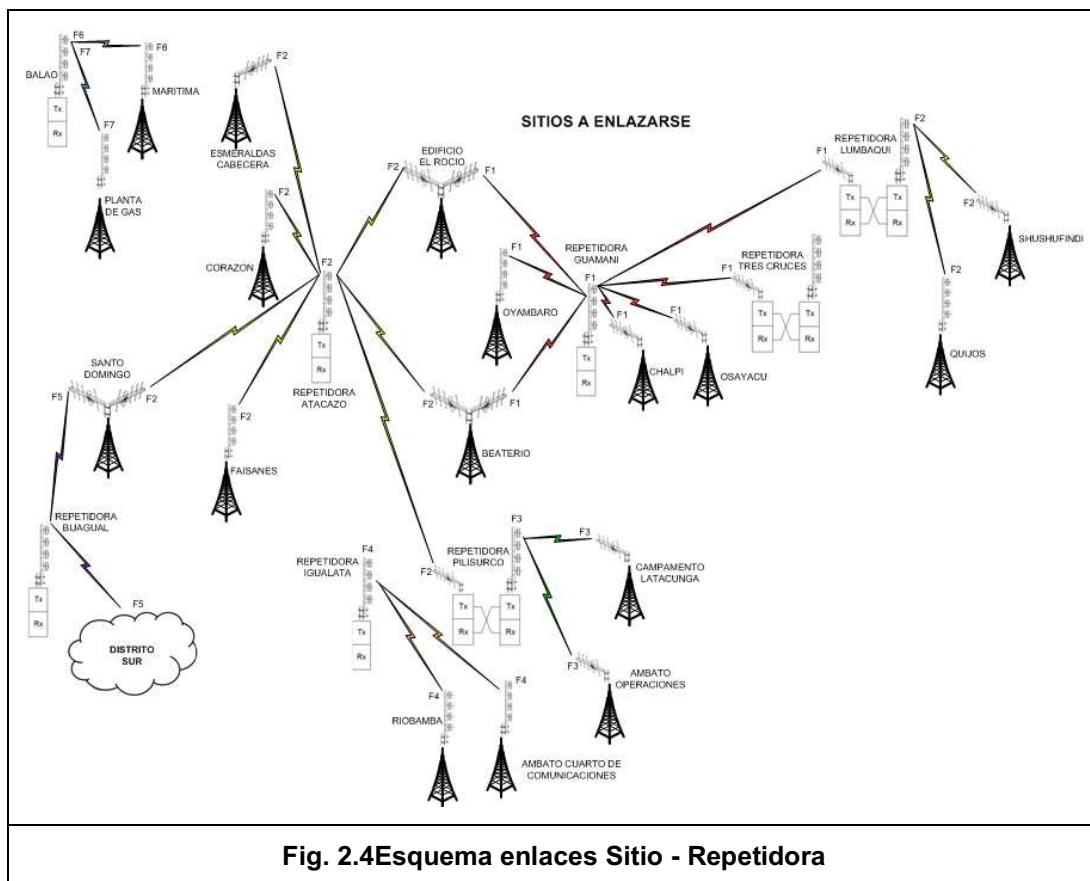 SITIOS A ENLAZARSE
F6
F7
F6
BALAO
MARITIMA
Tx
Rx
F7
PLANTA
DE GAS
F2
ESMERALDAS
CABECERA
F2
CORAZON
F2
REPETIDORA
ATACAZO
Tx
Rx
EDIFICIO
EL ROCIO
F2
F1
F1
OYAMBARO
REPETIDORA
GUAMANI
F1
Tx
Rx
F1
CHALPI
F1
OSAYACU
REPETIDORA
TRES CRUCES
F1
Tx
Rx
Tx
Rx
REPETIDORA
LUMBAQUI
F1
F2
Tx
Rx
Tx
Rx
F2
SHUSHUFINDI
F2
QUIJOS
SANTO
DOMINGO
F5
F2
F2
FAISANES
F2
F1
BEATERIO
REPETIDORA
BIJAGUAL
Tx
Rx
F5
DISTRITO
SUR
F4
REPETIDORA
IGUALATA
Tx
Rx
F4
RIOBAMBA
F4
AMBATO CUARTO DE
COMUNICACIONES
REPETIDORA
PILISURCO
F2
F3
Tx
Rx
Tx
Rx
F3
CAMPAMENTO
LATACUNGA
F3
AMBATO
OPERACIONES
Fig. 2.4Esquema enlaces Sitio - Repetidora